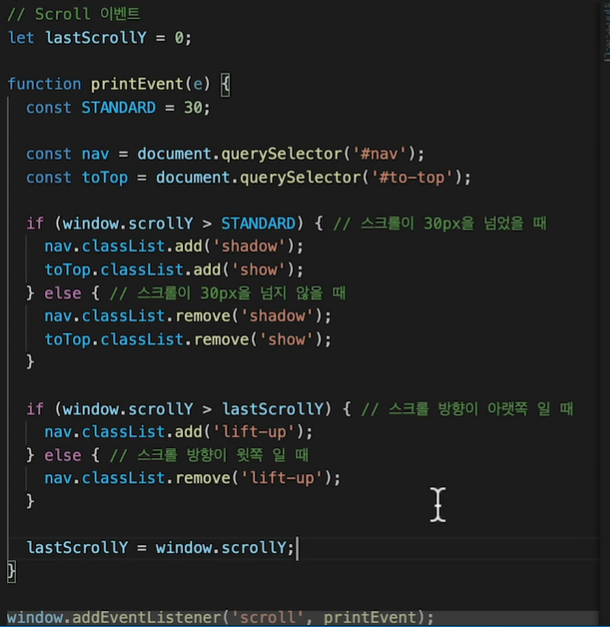 // Scroll 이벤트
let lastScrollY = 0;
function printEvent(e) {
const STANDARD = 30;
const nav = document.querySelector('#nav');
const toTop = document.querySelector('#to-top');
if (window.scrollY > STANDARD) { // 스크롤이 30px을 넘었을 때
nav.classList.add('shadow');
toTop.classList.add('show');
} else { // 스크롤이 30px을 넘지 않을 때
nav.classList.remove('shadow');
toTop.classList.remove('show');
}
if (window.scrollY > lastScrollY) { // 스크롤 방향이 아랫쪽 일 때
nav.classList.add('lift-up');
} else { // 스크롤 방향이 윗쪽 일 때
nav.classList.remove('lift-up');
}
lastScrollY = window.scrollY;
}
window.addEventListener('scroll', printEvent);